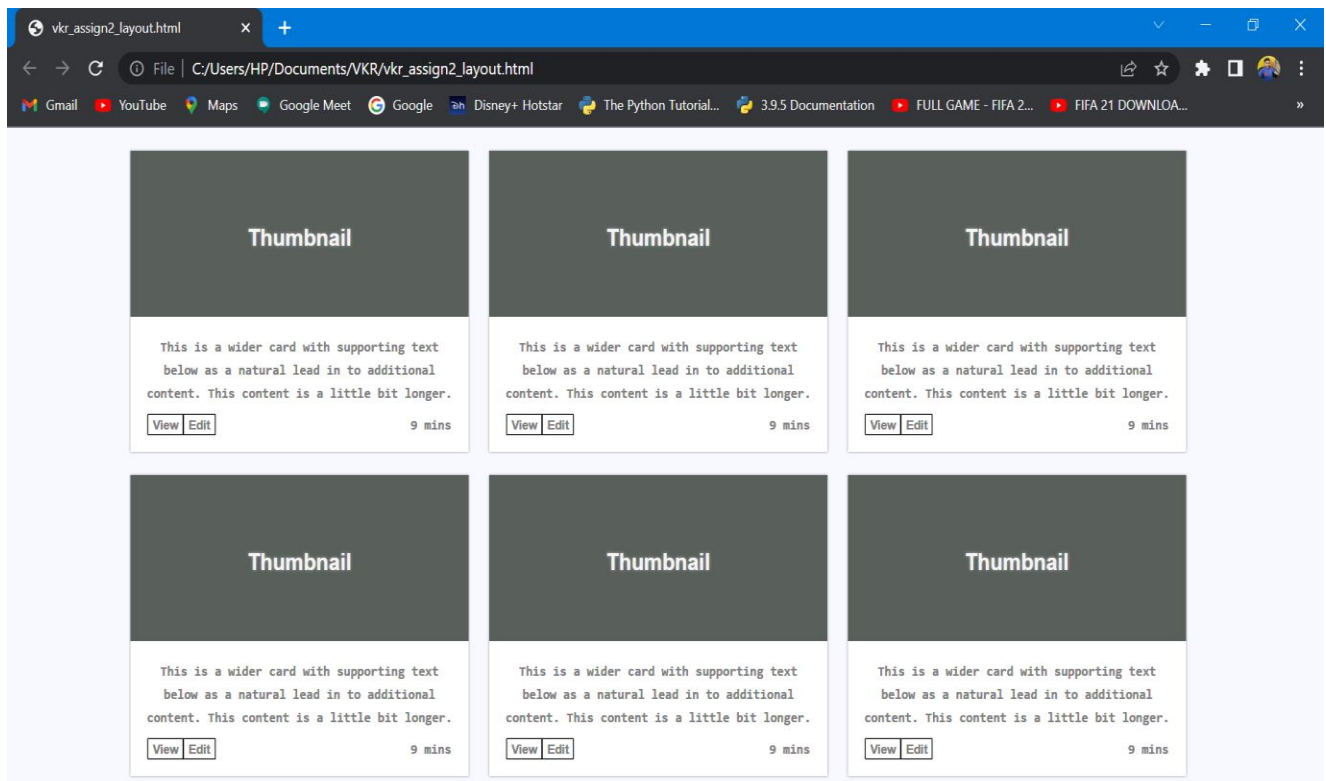 vkr_assign2_layout.html
File | C:/Users/HP/Documents/VKR/vkr_assign2_layout.html
Gmail YouTube Maps Google Meet Google Disney+ Hotstar The Python Tutorial... 3.9.5 Documentation FULL GAME - FIFA 2... FIFA 21 DOWNLOA... »
Thumbnail Thumbnail Thumbnail
This is a wider card with supporting text
below as a natural lead in to additional
content. This content is a little bit longer.
View Edit 9 mins
This is a wider card with supporting text
below as a natural lead in to additional
content. This content is a little bit longer.
View Edit 9 mins
This is a wider card with supporting text
below as a natural lead in to additional
content. This content is a little bit longer.
View Edit 9 mins
Thumbnail Thumbnail Thumbnail
This is a wider card with supporting text
below as a natural lead in to additional
content. This content is a little bit longer.
View Edit 9 mins
This is a wider card with supporting text
below as a natural lead in to additional
content. This content is a little bit longer.
View Edit 9 mins
This is a wider card with supporting text
below as a natural lead in to additional
content. This content is a little bit longer.
View Edit 9 mins